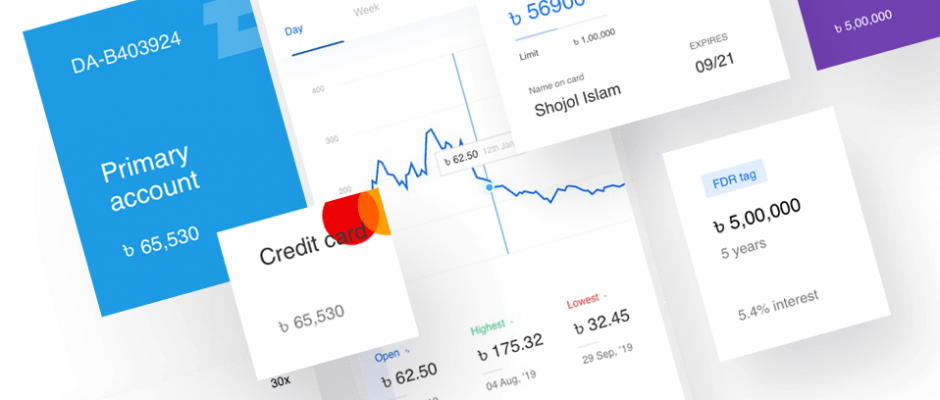 DA-B403924
Primary
account
৳ 65,530
Day
Week
400
300
200
৳ 62.50 12th Jan
৳ 56900
Limit
৳ 1,00,000
Name on card
Shojol Islam
EXPIRES
09/21
৳ 5,00,000
Credit card
৳ 65,530
30x
Open
৳ 62.50
Highest
৳ 175.32
04 Aug, '19
Lowest
৳ 32.45
29 Sep, '19
FDR tag
৳ 5,00,000
5 years
5.4% interest